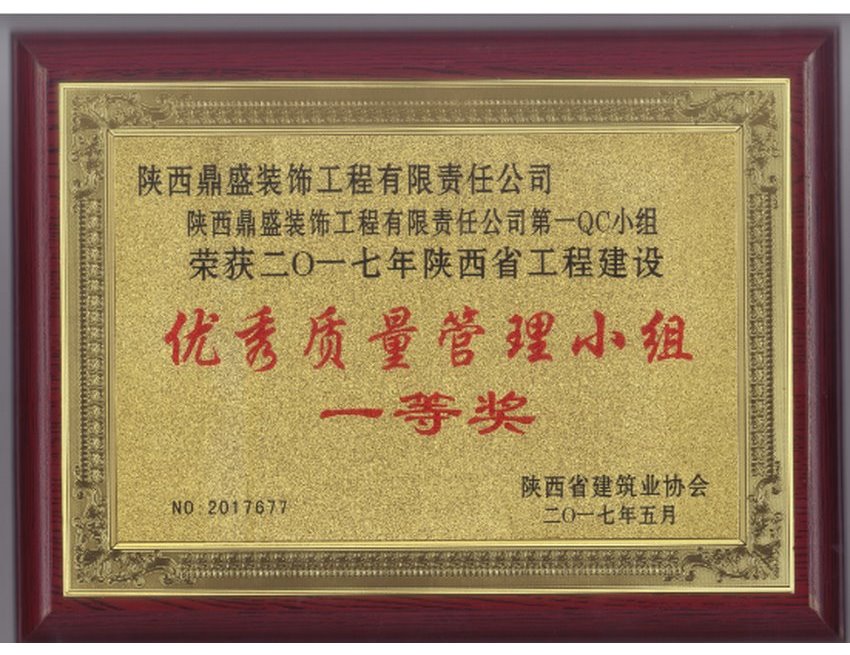 陕西鼎盛装饰工程有限责任公司
陕西鼎盛装饰工程有限责任公司第一QC小组
荣获二〇一七年陕西省工程建设
优秀质量管理小组
一等奖
陕西省建筑业协会
NO:2017677
二〇一七年五月